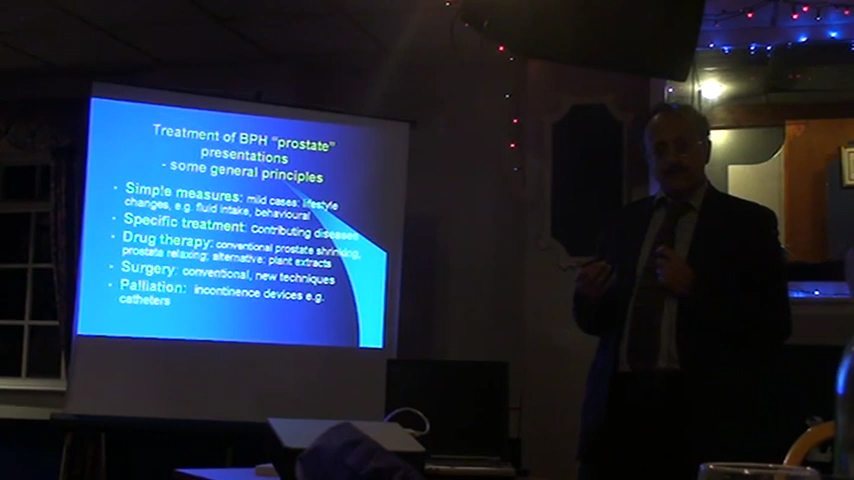 Treatment of BPH "prostate"
presentations
- some general principles
• Simple measures: mild cases: lifestyle
changes, e.g. fluid intake, behavioural
• Specific treatment: contributing diseases
• Drug therapy: conventional prostate shrinking,
prostate relaxing; alternative: plant extracts
• Surgery: conventional, new techniques
• Palliation: incontinence devices e.g.
catheters